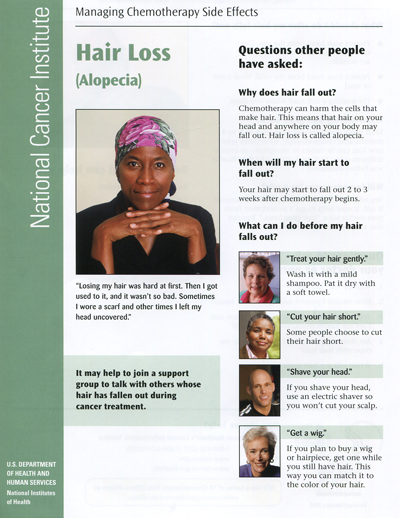 National Cancer Institute
Managing Chemotherapy Side Effects
Hair Loss
(Alopecia)
"Losing my hair was hard at first. Then I got
used to it, and it wasn't so bad. Sometimes
I wore a scarf and other times I left my
head uncovered."
It may help to join a support
group to talk with others whose
hair has fallen out during
cancer treatment.
U.S. DEPARTMENT
OF HEALTH AND
HUMAN SERVICES
National Institutes
of Health
Questions other people
have asked:
Why does hair fall out?
Chemotherapy can harm the cells that
make hair. This means that hair on your
head and anywhere on your body may
fall out. Hair loss is called alopecia.
When will my hair start to
fall out?
Your hair may start to fall out 2 to 3
weeks after chemotherapy begins.
What can I do before my hair
falls out?
"Treat your hair gently."
Wash it with a mild
shampoo. Pat it dry with
a soft towel.
"Cut your hair short."
Some people choose to cut
their hair short.
"Shave your head."
If you shave your head,
use an electric shaver so
you won't cut your scalp.
"Get a wig."
If you plan to buy a wig
or hairpiece, get one while
you still have hair. This
way you can match it to
the color of your hair.